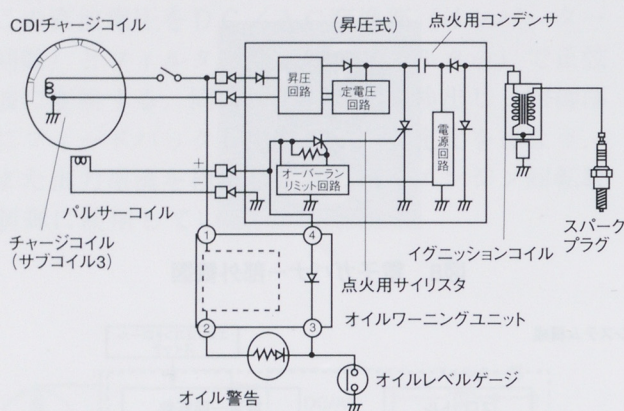 CDIチャージコイル
(昇圧式)
点火用コンデンサ
昇圧
回路
定電圧
回路
電源
回路
＋
−
オーバーラン
リミット回路
パルサーコイル
チャージコイル
(サブコイル3)
スパーク
プラグ
イグニッションコイル
1
4
点火用サイリスタ
オイルワーニングユニット
2
3
オイル警告
オイルレベルゲージ